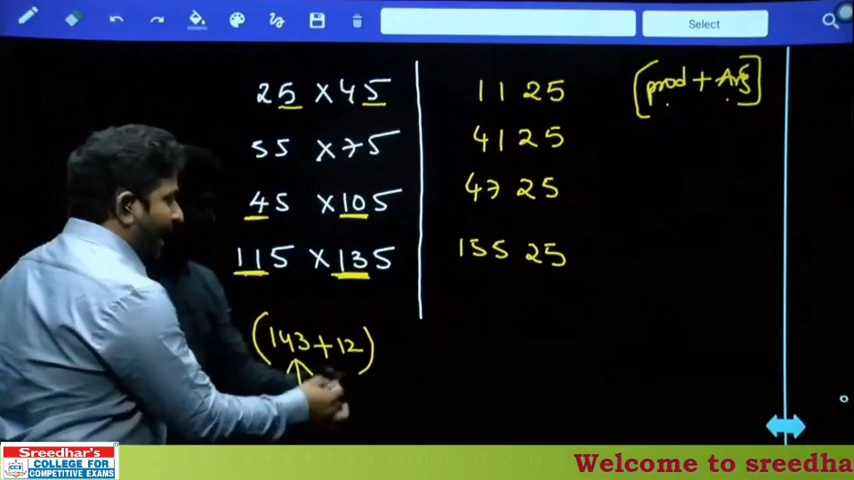 Select
25 × 45
1125
[prod + Avg]
55 × 75
4125
45 × 105
4725
115 × 135
15525
(143 + 12)
Sreedhar's
CCE
COLLEGE FOR
COMPETITIVE EXAMS
Welcome to sreedha